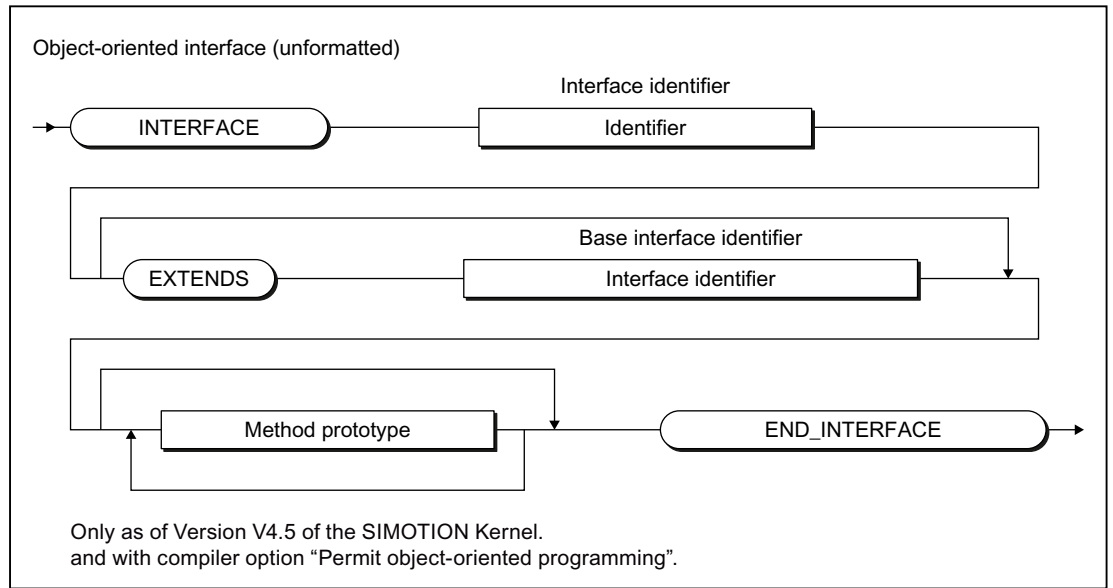 Object-oriented interface (unformatted)
Interface identifier
INTERFACE
Identifier
Base interface identifier
EXTENDS
Interface identifier
Method prototype
END_INTERFACE
Only as of Version V4.5 of the SIMOTION Kernel.
and with compiler option “Permit object-oriented programming”.